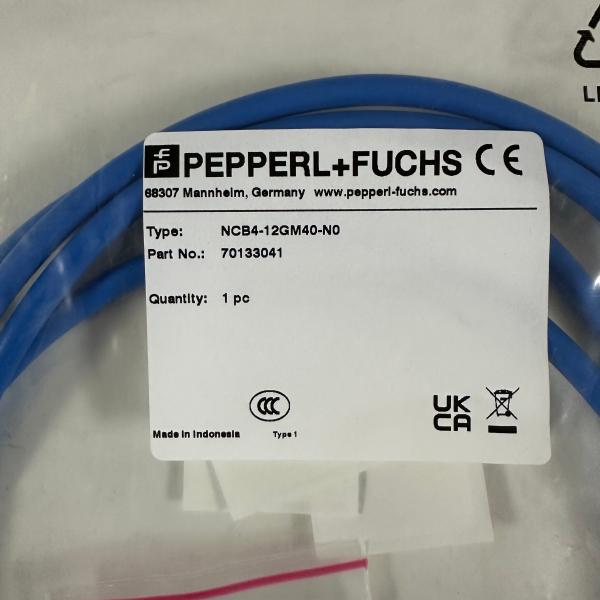 PEPPERL+FUCHS CE
68307 Mannheim, Germany www.pepperl-fuchs.com
Type: NCB4-12GM40-N0
Part No.: 70133041
Quantity: 1 pc
CCC
UK
CA
Made in Indonesia Type 1